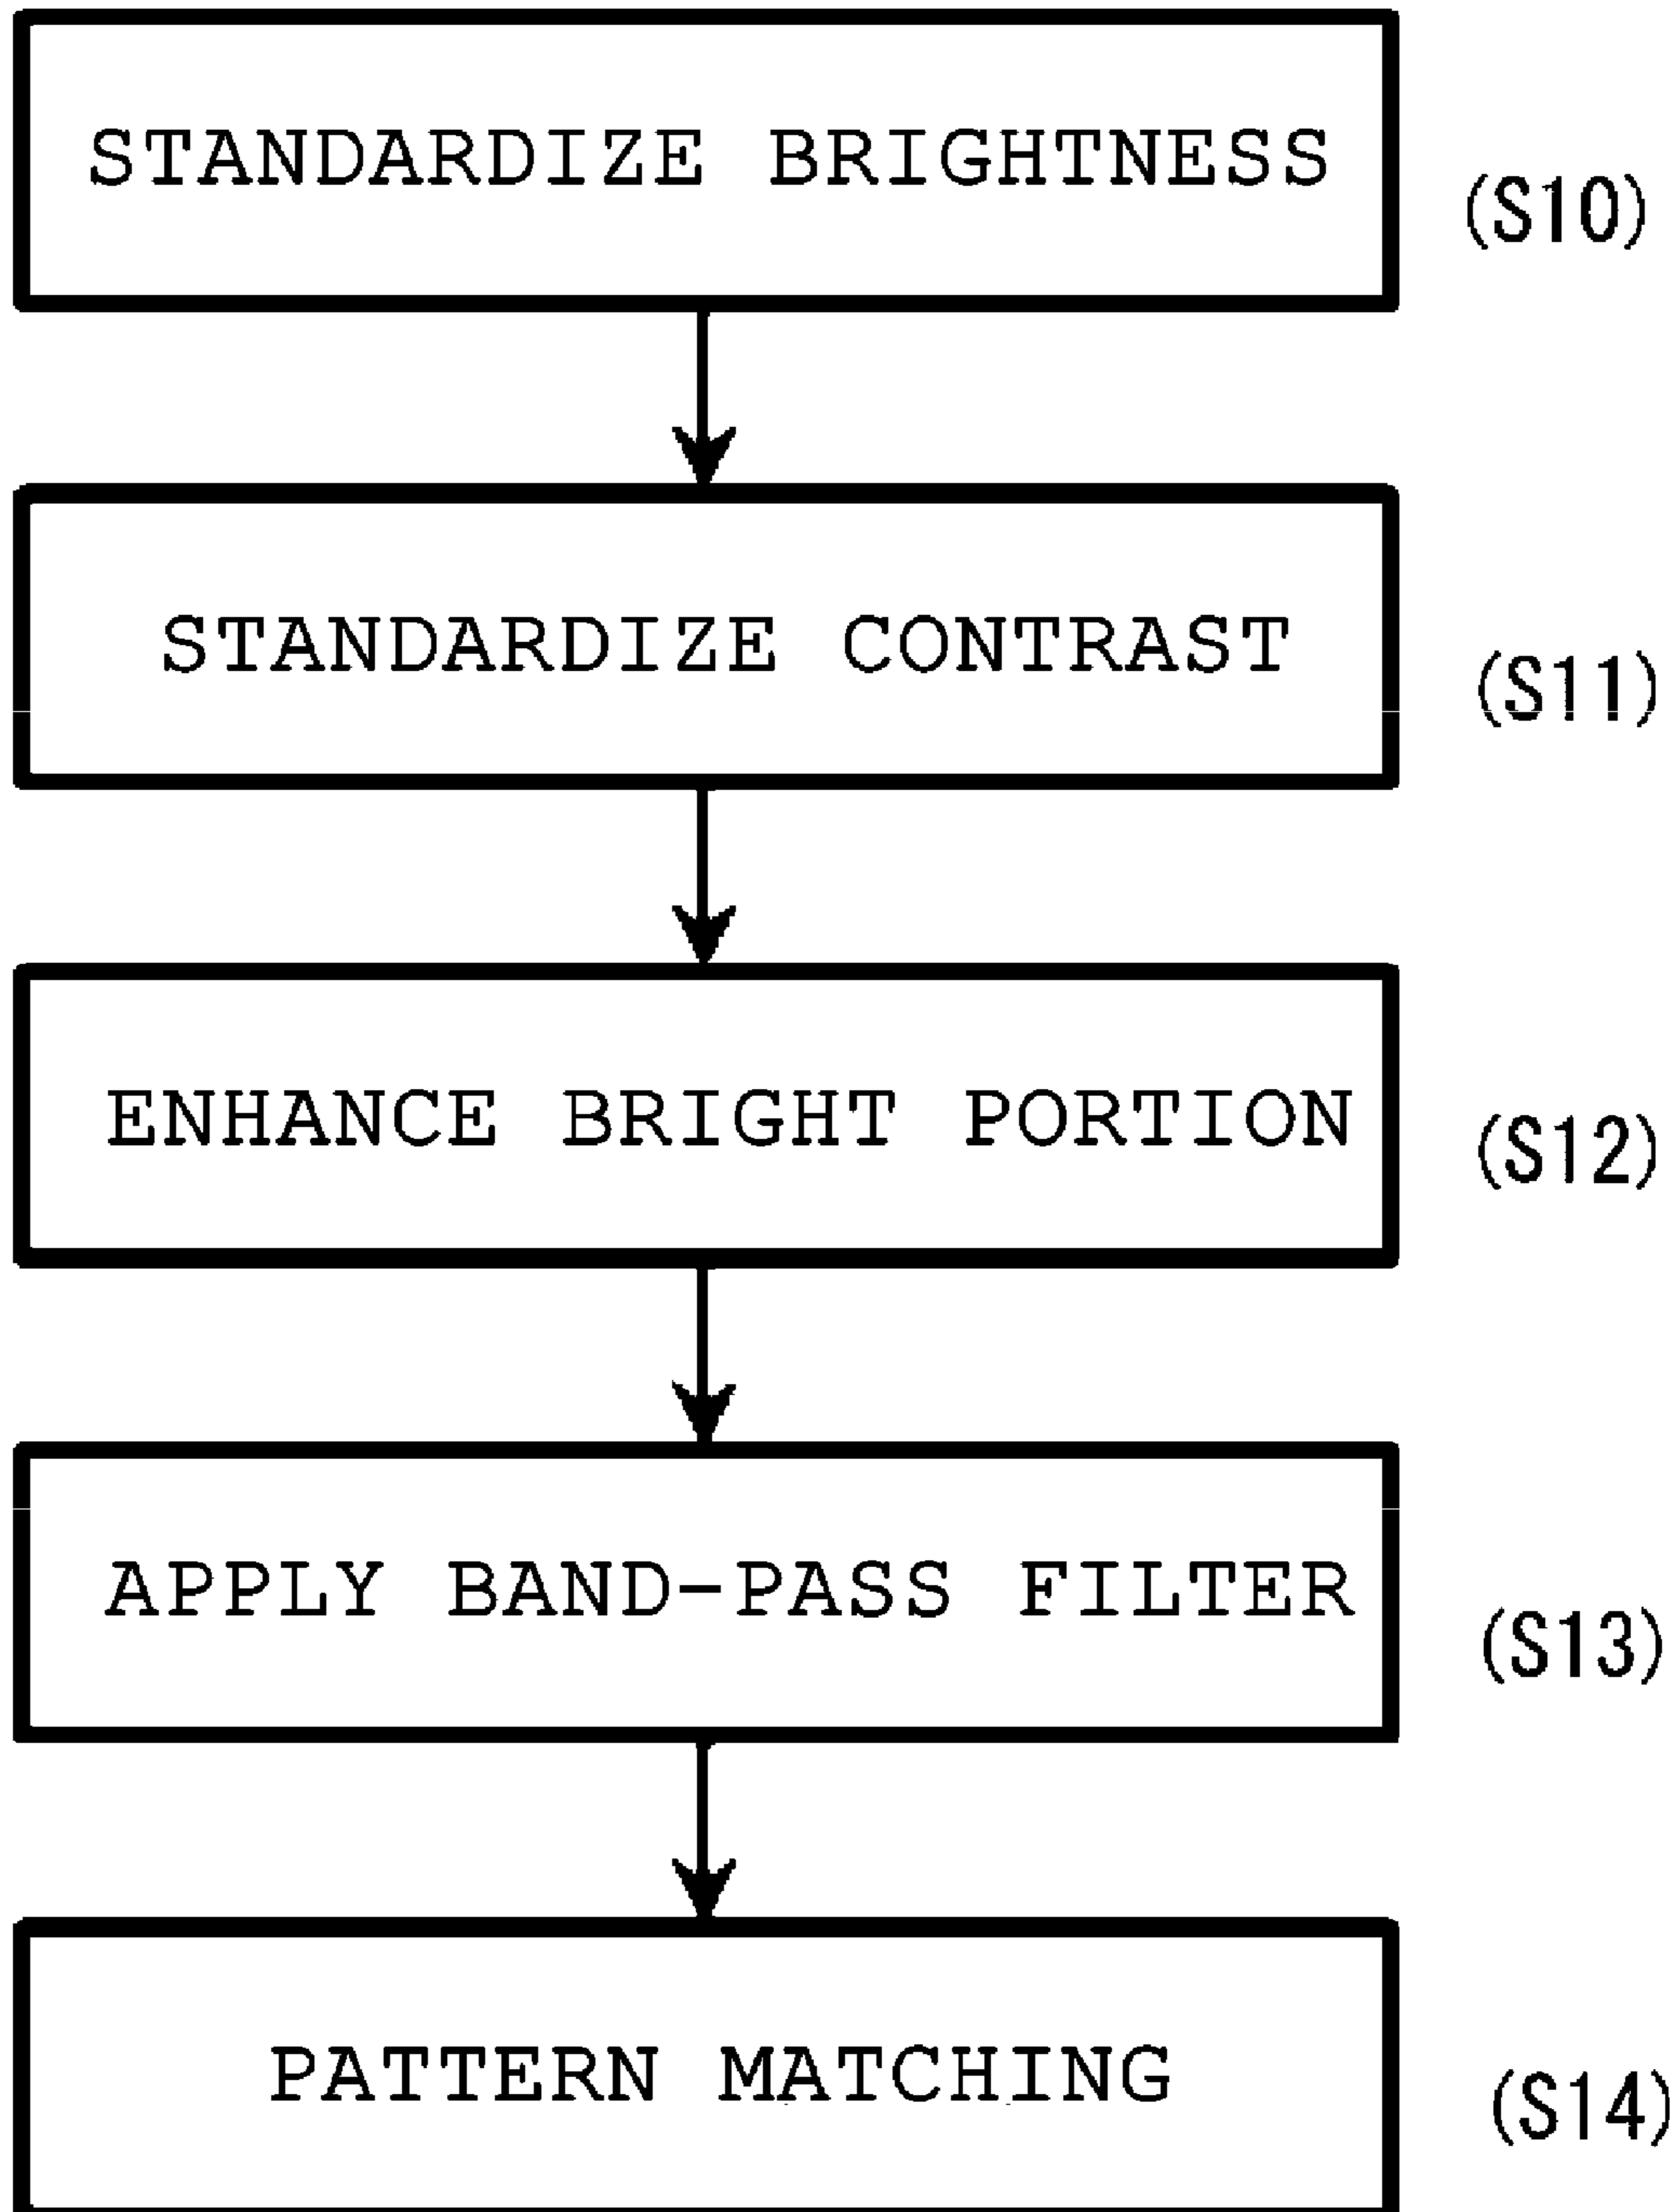 STANDARDIZE BRIGHTNESS
(S10)
STANDARDIZE CONTRAST
(S11)
ENHANCE BRIGHT PORTION
(S12)
APPLY BAND-PASS FILTER
(S13)
PATTERN MATCHING
(S14)